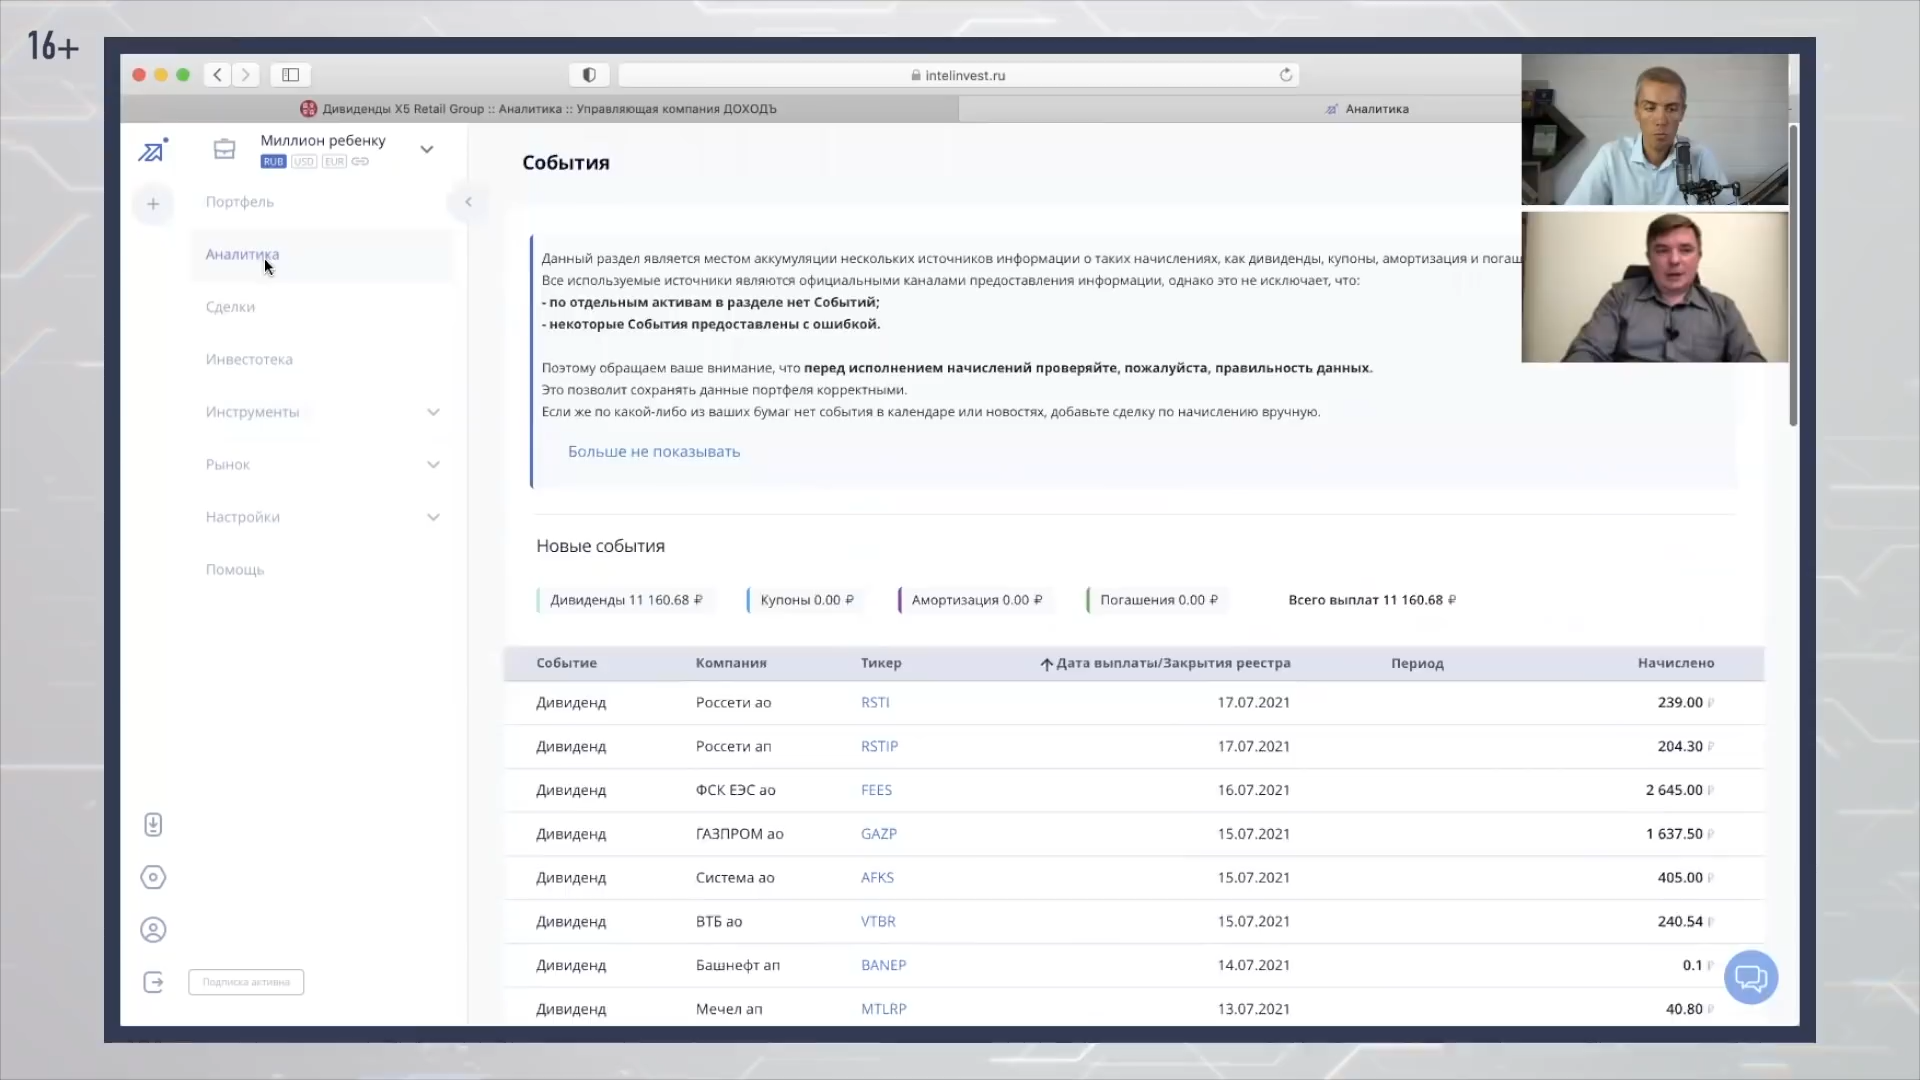 16+
intelinvest.ru
Дивиденды X5 Retail Group :: Аналитика :: Управляющая компания ДОХОДЪ
Аналитика
Миллион ребенку
RUB USD EUR
Портфель
Аналитика
Сделки
Инвестотека
Инструменты
Рынок
Настройки
Помощь
Подписка активна
События
Данный раздел является местом аккумуляции нескольких источников информации о таких начислениях, как дивиденды, купоны, амортизация и погаш
Все используемые источники являются официальными каналами предоставления информации, однако это не исключает, что:
- по отдельным активам в разделе нет Событий;
- некоторые События предоставлены с ошибкой.
Поэтому обращаем ваше внимание, что перед исполнением начислений проверяйте, пожалуйста, правильность данных.
Это позволит сохранять данные портфеля корректными.
Если же по какой-либо из ваших бумаг нет события в календаре или новостях, добавьте сделку по начислению вручную.
Больше не показывать
Новые события
Дивиденды 11 160.68 ₽ Купоны 0.00 ₽ Амортизация 0.00 ₽ Погашения 0.00 ₽ Всего выплат 11 160.68 ₽
Событие Компания Тикер Дата выплаты/Закрытия реестра Период Начислено
Дивиденд Россети ао RSTI 17.07.2021 239.00 ₽
Дивиденд Россети ап RSTIP 17.07.2021 204.30 ₽
Дивиденд ФСК ЕЭС ао FEES 16.07.2021 2 645.00 ₽
Дивиденд ГАЗПРОМ ао GAZP 15.07.2021 1 637.50 ₽
Дивиденд Система ао AFKS 15.07.2021 405.00 ₽
Дивиденд ВТБ ао VTBR 15.07.2021 240.54 ₽
Дивиденд Башнефт ап BANEP 14.07.2021 0.1 ₽
Дивиденд Мечел ап MTLRP 13.07.2021 40.80 ₽